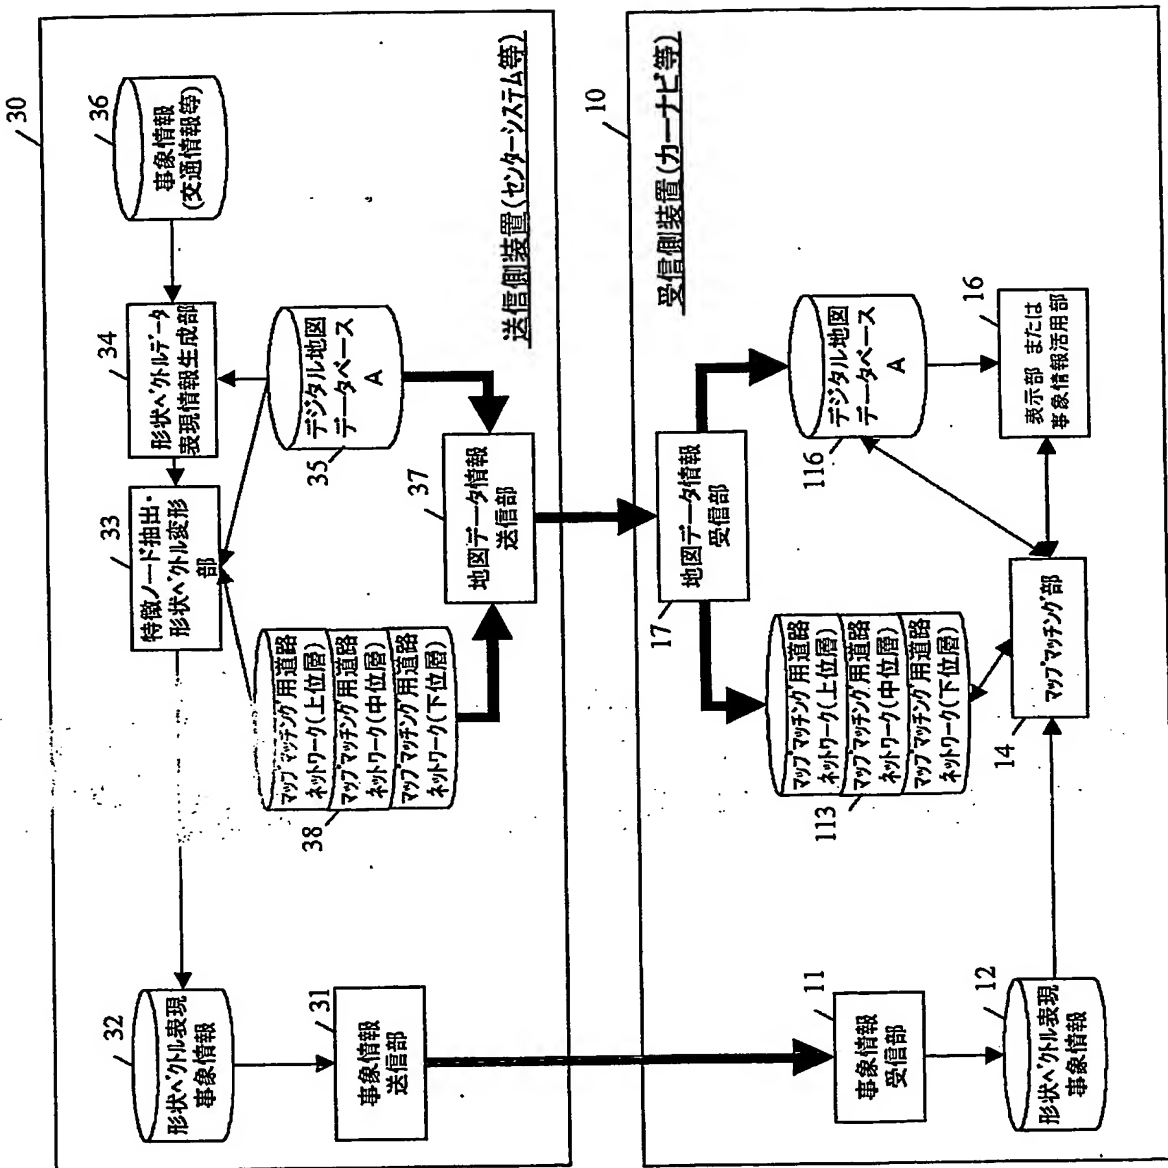 30
36
事象情報
(交通情報等)
34
形状ベクトルデータ
表現情報生成部
33
特徴ノード抽出・
形状ベクトル変形
部
32
形状ベクトル表現
事象情報
31
事象情報
送信部
デジタル地図
データベース
A
35
マップマッチング用道路
ネットワーク(上位層)
マップマッチング用道路
ネットワーク(中位層)
マップマッチング用道路
ネットワーク(下位層)
38
37
地図データ情報
送信部
送信側装置(センターシステム等)
10
受信側装置(カーナビ等)
地図データ情報
受信部
17
デジタル地図
データベース
A
116
マップマッチング用道路
ネットワーク(上位層)
マップマッチング用道路
ネットワーク(中位層)
マップマッチング用道路
ネットワーク(下位層)
113
11
事象情報
受信部
12
形状ベクトル表現
事象情報
14
マップマッチング部
16
表示部 または
事象情報活用部